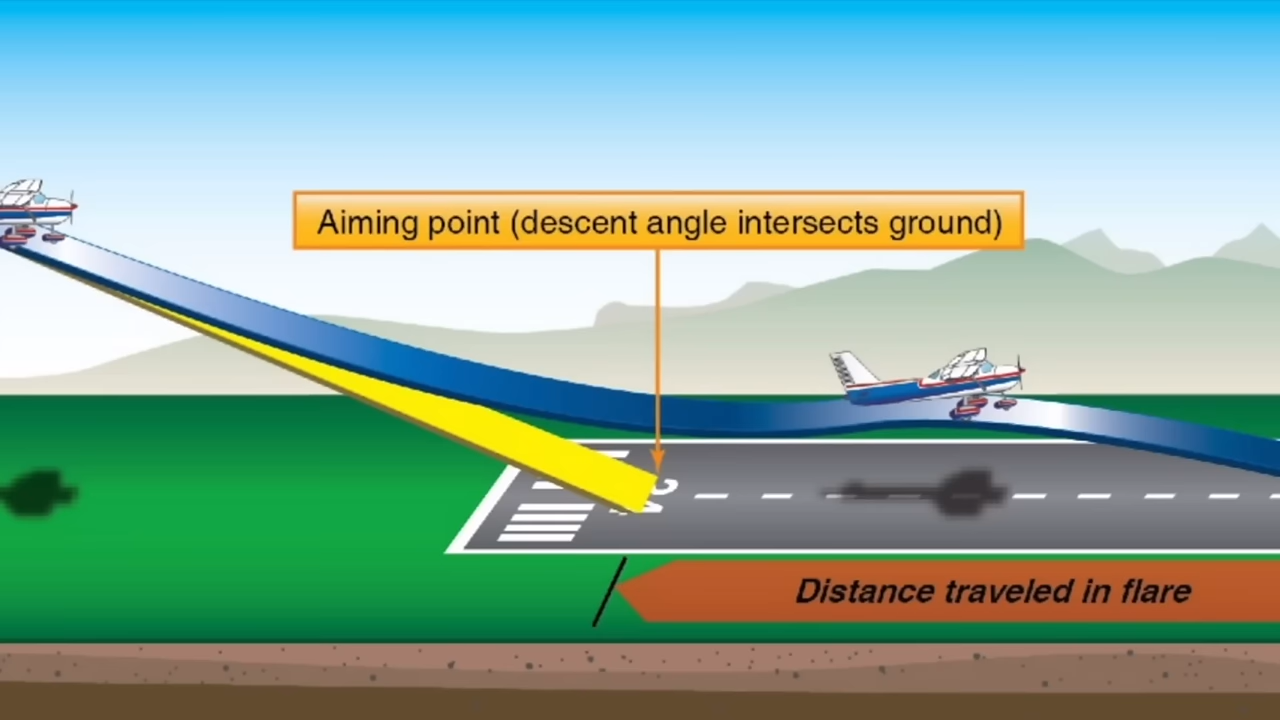 Aiming point (descent angle intersects ground)
Distance traveled in flare